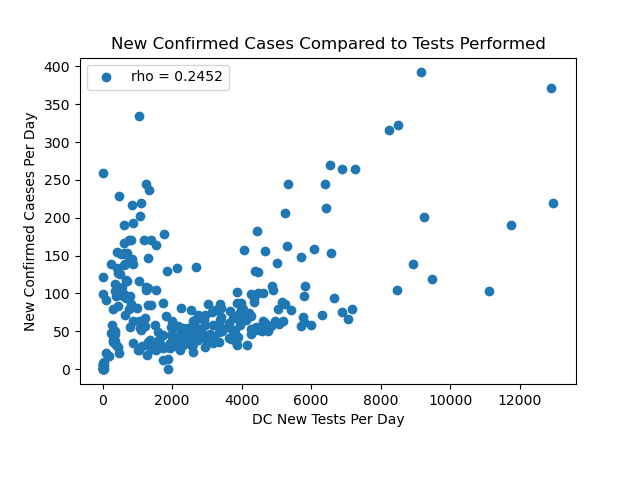 New Confirmed Cases Compared to Tests Performed
rho = 0.2452
400
350
300
250
200
150
100
50
0
New Confirmed Caeses Per Day
0 2000 4000 6000 8000 10000 12000
DC New Tests Per Day